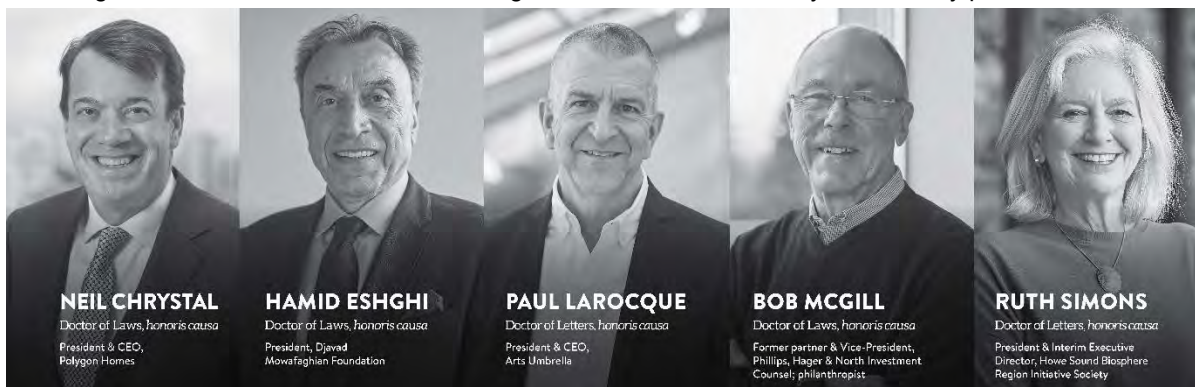 NEIL CHRYSTAL
Doctor of Laws, honoris causa
President & CEO,
Polygon Homes
HAMID ESHGHI
Doctor of Laws, honoris causa
President, Djavad
Mowafaghian Foundation
PAUL LAROCQUE
Doctor of Letters, honoris causa
President & CEO,
Arts Umbrella
BOB MCGILL
Doctor of Laws, honoris causa
Former partner & Vice-President,
Phillips, Hager & North Investment
Counsel; philanthropist
RUTH SIMONS
Doctor of Letters, honoris causa
President & Interim Executive
Director, Howe Sound Biosphere
Region Initiative Society